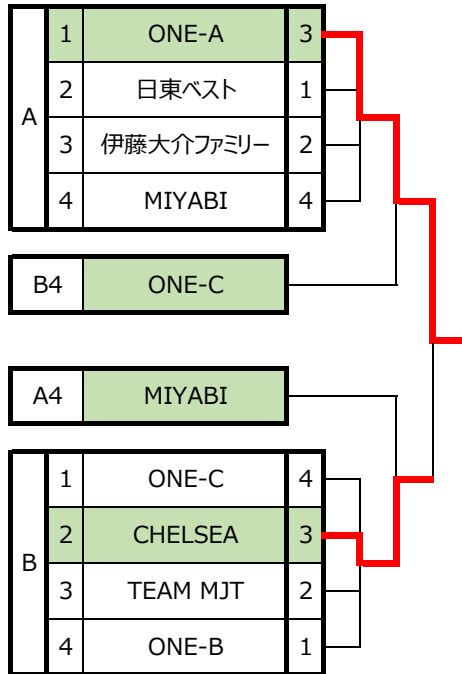 A
1 ONE-A 3
2 日東ベスト 1
3 伊藤大介ファミリー 2
4 MIYABI 4
B4 ONE-C
A4 MIYABI
B
1 ONE-C 4
2 CHELSEA 3
3 TEAM MJT 2
4 ONE-B 1